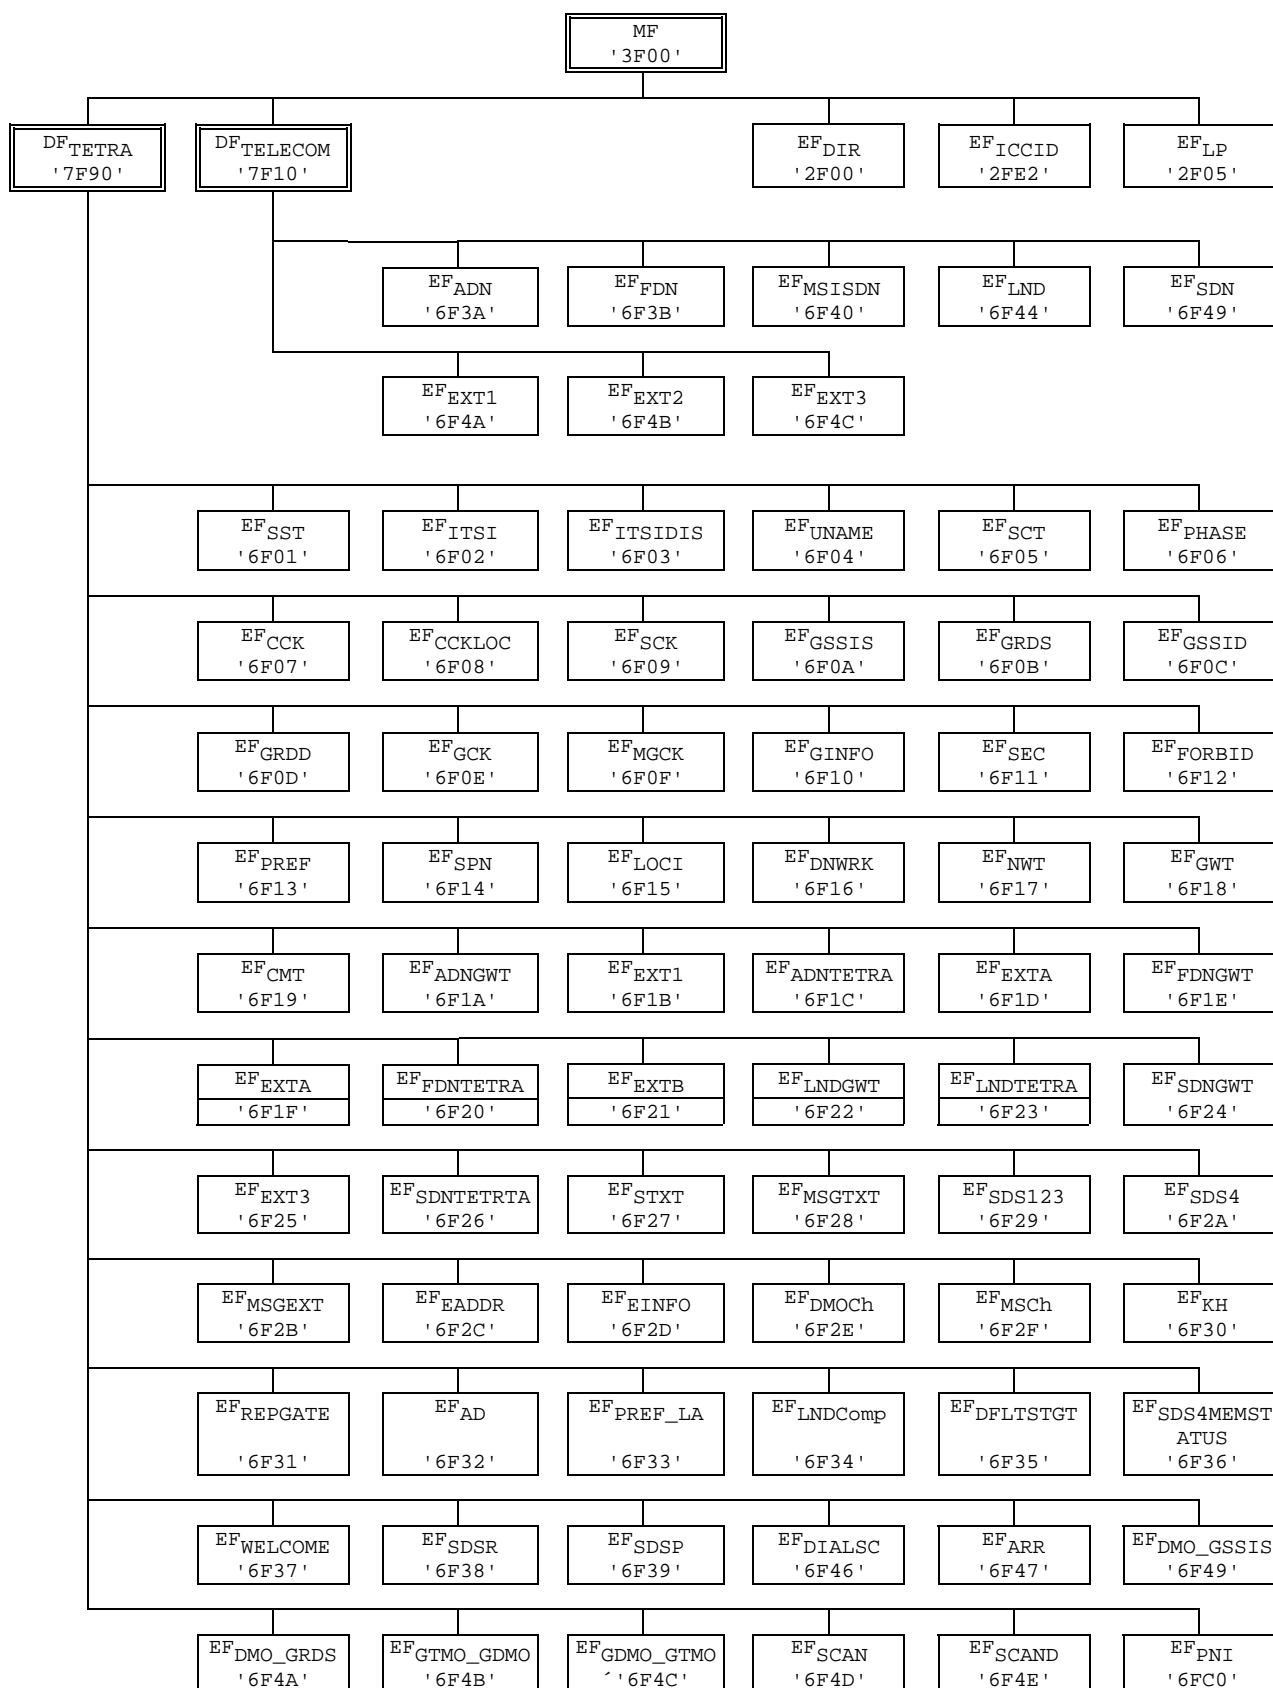 MF
'3F00'
DFTETRA
'7F90'
DFTELECOM
'7F10'
EFDIR
'2F00'
EFICCID
'2FE2'
EFLP
'2F05'
EFADN
'6F3A'
EFFDN
'6F3B'
EFMSISDN
'6F40'
EFLND
'6F44'
EFSDN
'6F49'
EFEXT1
'6F4A'
EFEXT2
'6F4B'
EFEXT3
'6F4C'
EFSST
'6F01'
EFITSI
'6F02'
EFITSIDIS
'6F03'
EFUNAME
'6F04'
EFSCT
'6F05'
EFPHASE
'6F06'
EFCCK
'6F07'
EFCCKLOC
'6F08'
EFSCK
'6F09'
EFGSSIS
'6F0A'
EFGRDS
'6F0B'
EFGSSID
'6F0C'
EFGRDD
'6F0D'
EFGCK
'6F0E'
EFMGCK
'6F0F'
EFGINFO
'6F10'
EFSEC
'6F11'
EFFORBID
'6F12'
EFPREF
'6F13'
EFSPN
'6F14'
EFLOCI
'6F15'
EFDNWRK
'6F16'
EFNWT
'6F17'
EFGWT
'6F18'
EFCMT
'6F19'
EFADNGWT
'6F1A'
EFEXT1
'6F1B'
EFADNTETRA
'6F1C'
EFEXTA
'6F1D'
EFFDNGWT
'6F1E'
EFEXTA
'6F1F'
EFFDNTETRA
'6F20'
EFEXTB
'6F21'
EFLNDGWT
'6F22'
EFLNDTETRA
'6F23'
EFSDNGWT
'6F24'
EFEXT3
'6F25'
EFSDNTETRTA
'6F26'
EFSTXT
'6F27'
EFMSGTXT
'6F28'
EFSDS123
'6F29'
EFSDS4
'6F2A'
EFMSGEXT
'6F2B'
EFEADDR
'6F2C'
EFEINFO
'6F2D'
EFDMOCh
'6F2E'
EFMSCh
'6F2F'
EFKH
'6F30'
EFREPGATE
'6F31'
EFAD
'6F32'
EFPREF_LA
'6F33'
EFLNDComp
'6F34'
EFDFLTSTGT
'6F35'
EFSDS4MEMST
ATUS
'6F36'
EFWELCOME
'6F37'
EFSDSR
'6F38'
EFSDSP
'6F39'
EFDIALSC
'6F46'
EFARR
'6F47'
EFDMO_GSSIS
'6F49'
EFDMO_GRDS
'6F4A'
EFGTMO_GDMO
'6F4B'
EFGDMO_GTMO
´'6F4C'
EFSCAN
'6F4D'
EFSCAND
'6F4E'
EFPNI
'6FC0'